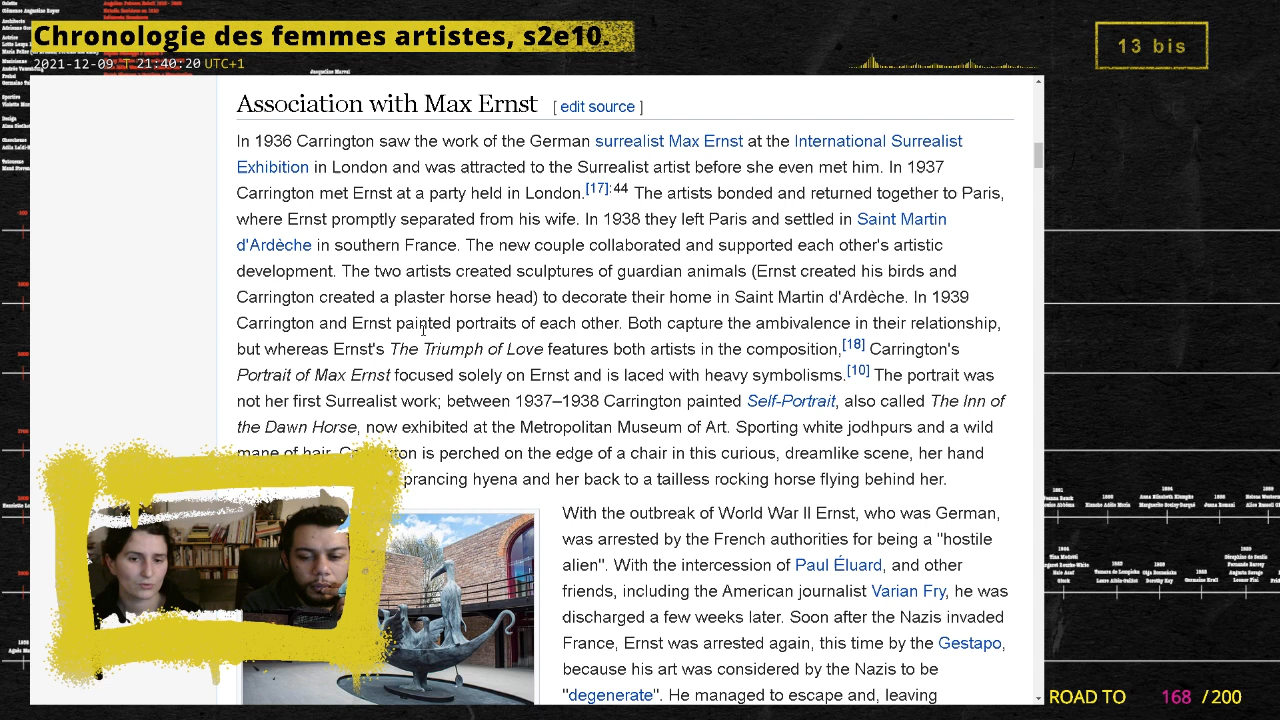 Chronologie des femmes artistes, s2e10.
2021-12-09 T 21:40:20 UTC+1
13 bis
Association with Max Ernst [ edit source ]
In 1936 Carrington saw the work of the German surrealist Max Ernst at the International Surrealist
Exhibition in London and was attracted to the Surrealist artist before she even met him. In 1937
Carrington met Ernst at a party held in London.[17]:44 The artists bonded and returned together to Paris,
where Ernst promptly separated from his wife. In 1938 they left Paris and settled in Saint Martin
d'Ardèche in southern France. The new couple collaborated and supported each other's artistic
development. The two artists created sculptures of guardian animals (Ernst created his birds and
Carrington created a plaster horse head) to decorate their home in Saint Martin d'Ardèche. In 1939
Carrington and Ernst painted portraits of each other. Both capture the ambivalence in their relationship,
but whereas Ernst's The Triumph of Love features both artists in the composition,[18] Carrington's
Portrait of Max Ernst focused solely on Ernst and is laced with heavy symbolisms.[10] The portrait was
not her first Surrealist work; between 1937–1938 Carrington painted Self-Portrait, also called The Inn of
the Dawn Horse, now exhibited at the Metropolitan Museum of Art. Sporting white jodhpurs and a wild
mane of hair, Carrington is perched on the edge of a chair in this curious, dreamlike scene, her hand
prancing hyena and her back to a tailless rocking horse flying behind her.
With the outbreak of World War II Ernst, who was German,
was arrested by the French authorities for being a "hostile
alien". With the intercession of Paul Éluard, and other
friends, including the American journalist Varian Fry, he was
discharged a few weeks later. Soon after the Nazis invaded
France, Ernst was arrested again, this time by the Gestapo,
because his art was considered by the Nazis to be
"degenerate". He managed to escape and, leaving
ROAD TO 168 / 200